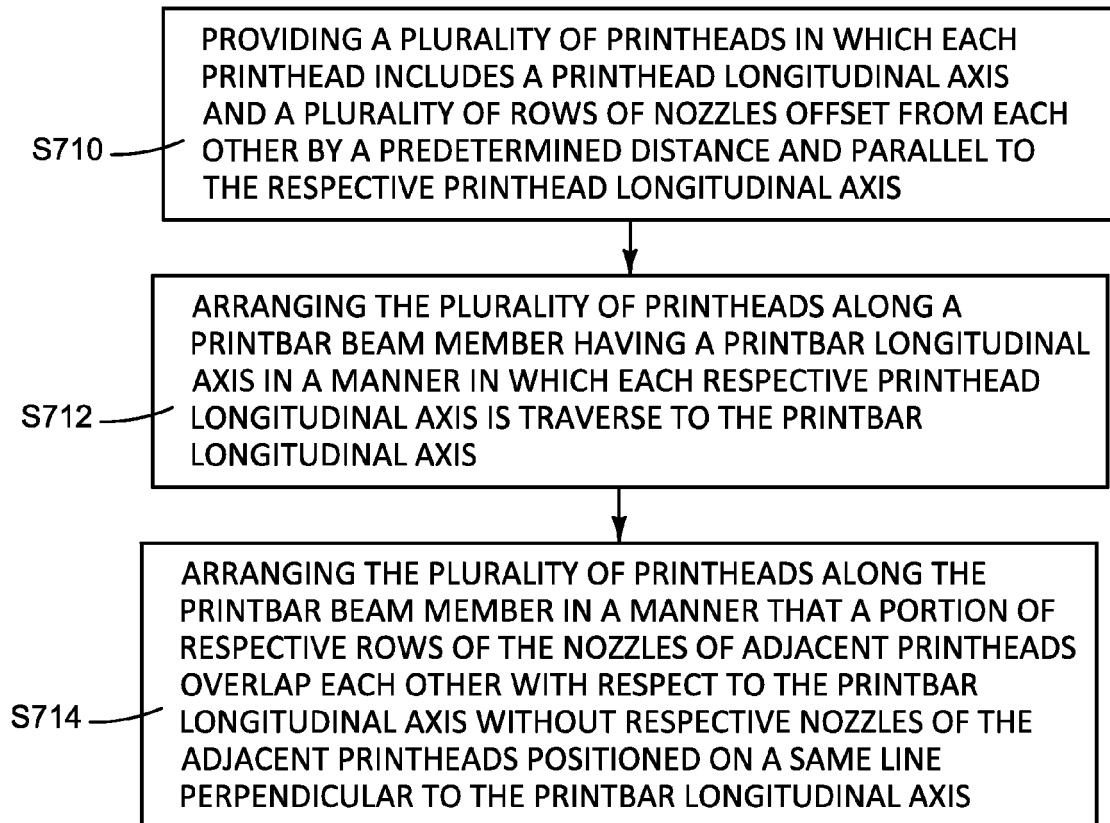 PROVIDING A PLURALITY OF PRINTHEADS IN WHICH EACH
PRINTHEAD INCLUDES A PRINTHEAD LONGITUDINAL AXIS
AND A PLURALITY OF ROWS OF NOZZLES OFFSET FROM EACH
OTHER BY A PREDETERMINED DISTANCE AND PARALLEL TO
THE RESPECTIVE PRINTHEAD LONGITUDINAL AXIS
S710
ARRANGING THE PLURALITY OF PRINTHEADS ALONG A
PRINTBAR BEAM MEMBER HAVING A PRINTBAR LONGITUDINAL
AXIS IN A MANNER IN WHICH EACH RESPECTIVE PRINTHEAD
LONGITUDINAL AXIS IS TRAVERSE TO THE PRINTBAR
LONGITUDINAL AXIS
S712
ARRANGING THE PLURALITY OF PRINTHEADS ALONG THE
PRINTBAR BEAM MEMBER IN A MANNER THAT A PORTION OF
RESPECTIVE ROWS OF THE NOZZLES OF ADJACENT PRINTHEADS
OVERLAP EACH OTHER WITH RESPECT TO THE PRINTBAR
LONGITUDINAL AXIS WITHOUT RESPECTIVE NOZZLES OF THE
ADJACENT PRINTHEADS POSITIONED ON A SAME LINE
PERPENDICULAR TO THE PRINTBAR LONGITUDINAL AXIS
S714